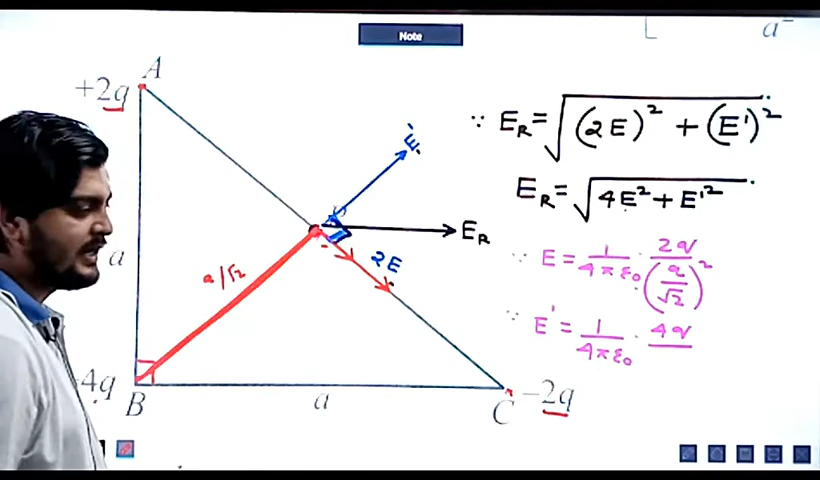 Note
a
A
+2q
E'
∵ E_R = √((2E)² + (E')²)
E_R = √(4E² + E'²)
E_R
a
a/√2
2E
∵ E = 1/4πε₀ · 2q/(a/√2)²
∵ E' = 1/4πε₀ · 4q
4q
B
a
C
−2q